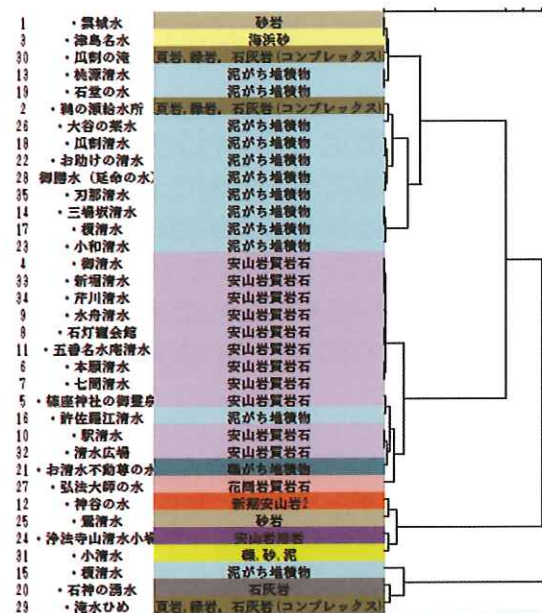 1 ・雲城水 砂岩
3 ・津島名水 海浜砂
30 ・瓜割の滝 頁岩,緑岩,石灰岩(コンプレックス)
13 ・桃源清水 泥がち堆積物
19 ・石堂の水 泥がち堆積物
2 ・鵜の瀬給水所 頁岩,緑岩,石灰岩(コンプレックス)
26 ・大谷の薬水 泥がち堆積物
18 ・瓜割清水 泥がち堆積物
22 ・お助けの清水 泥がち堆積物
28 御膳水(延命の水) 泥がち堆積物
35 ・刃那清水 泥がち堆積物
14 ・三場坂清水 泥がち堆積物
17 ・横清水 泥がち堆積物
23 ・小和清水 泥がち堆積物
4 ・御清水 安山岩質岩石
33 ・新堀清水 安山岩質岩石
34 ・芹川清水 安山岩質岩石
9 ・水舟清水 安山岩質岩石
8 ・石灯籠会館 安山岩質岩石
11 ・五番名水庵清水 安山岩質岩石
6 ・本願清水 安山岩質岩石
7 ・七間清水 安山岩質岩石
5 ・篠座神社の御霊泉 安山岩質岩石
16 ・許佐羅江清水 泥がち堆積物
10 ・駅清水 安山岩質岩石
32 ・清水広場 安山岩質岩石
21 ・お清水不動尊の水 礫がち堆積物
27 ・弘法大師の水 花崗岩質岩石
12 ・神谷の水 新期安山岩2
25 ・鶯清水 砂岩
24 ・浄法寺山清水小場 安山岩岩
31 ・小清水 礫,砂,泥
15 ・横清水 泥がち堆積物
20 ・石神の湧水 石灰岩
29 ・滝水ひめ 頁岩,緑岩,石灰岩(コンプレックス)